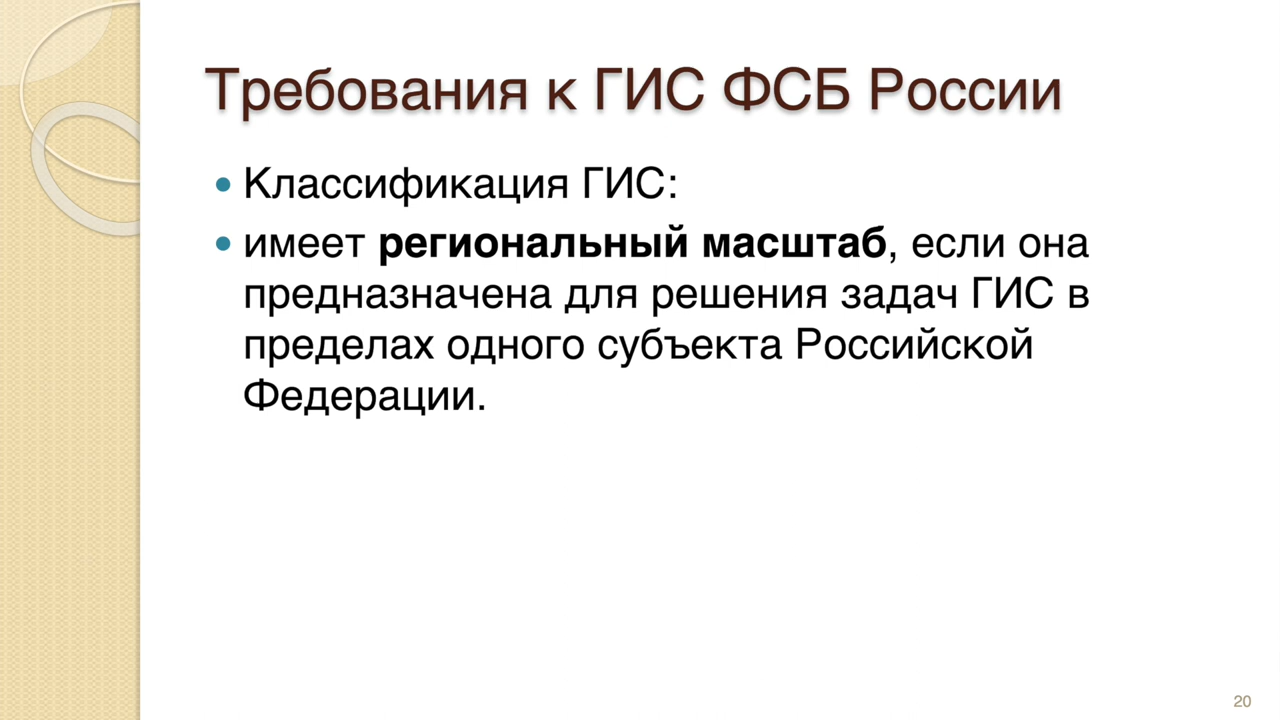 Требования к ГИС ФСБ России
• Классификация ГИС:
• имеет региональный масштаб, если она
предназначена для решения задач ГИС в
пределах одного субъекта Российской
Федерации.
20